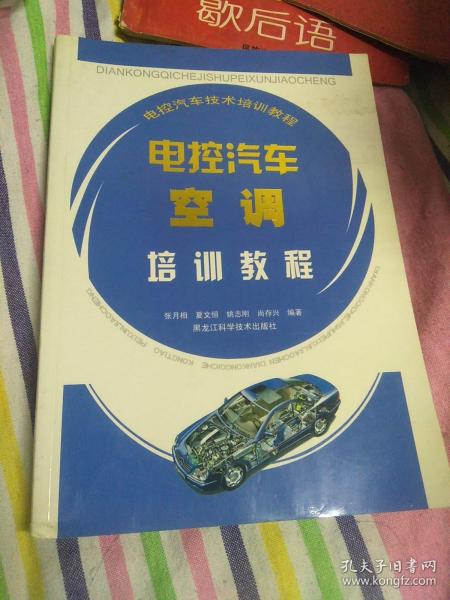 歇后语
DIANKONGQICHEJISHUPEIXUNJIAOCHENG
电控汽车技术培训教程
电控汽车
空调
培训教程
张月相 夏文恒 姚志刚 尚存兴 编著
黑龙江科学技术出版社
孔夫子旧书网
www.kongfz.com